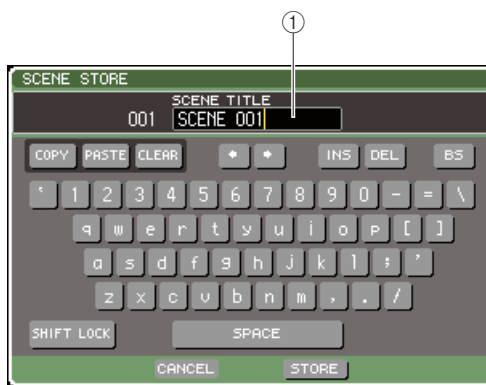 ①
SCENE STORE
SCENE TITLE
001 SCENE 001
COPY PASTE CLEAR ← → INS DEL BS
` 1 2 3 4 5 6 7 8 9 0 - = \
q w e r t y u i o p [ ]
a s d f g h j k l ; '
z x c v b n m , . /
SHIFT LOCK SPACE
CANCEL STORE